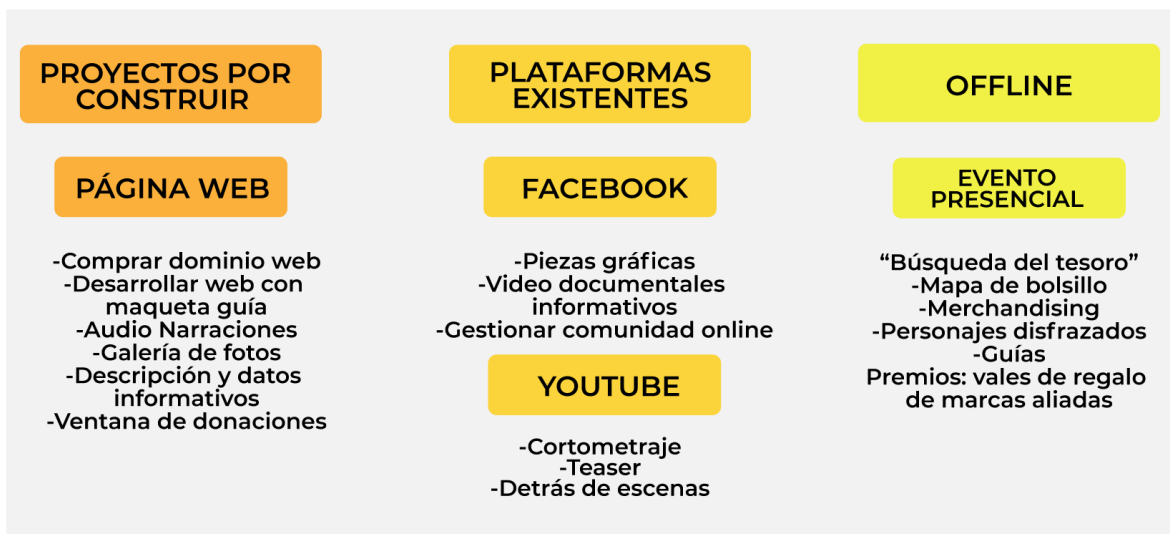 PROYECTOS POR
CONSTRUIR
PÁGINA WEB
-Comprar dominio web
-Desarrollar web con
maqueta guía
-Audio Narraciones
-Galería de fotos
-Descripción y datos
informativos
-Ventana de donaciones
PLATAFORMAS
EXISTENTES
FACEBOOK
-Piezas gráficas
-Video documentales
informativos
-Gestionar comunidad online
YOUTUBE
-Cortometraje
-Teaser
-Detrás de escenas
OFFLINE
EVENTO
PRESENCIAL
“Búsqueda del tesoro”
-Mapa de bolsillo
-Merchandising
-Personajes disfrazados
-Guías
Premios: vales de regalo
de marcas aliadas